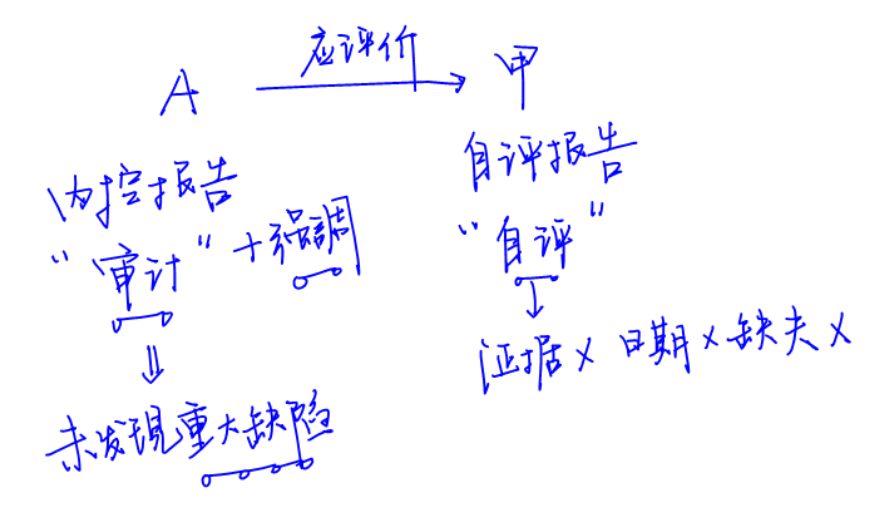 应评价
A → 甲
内控报告
自评报告
"审计"+强调
"自评"
↓
证据× 日期×缺失×
⇓
未发现重大缺陷